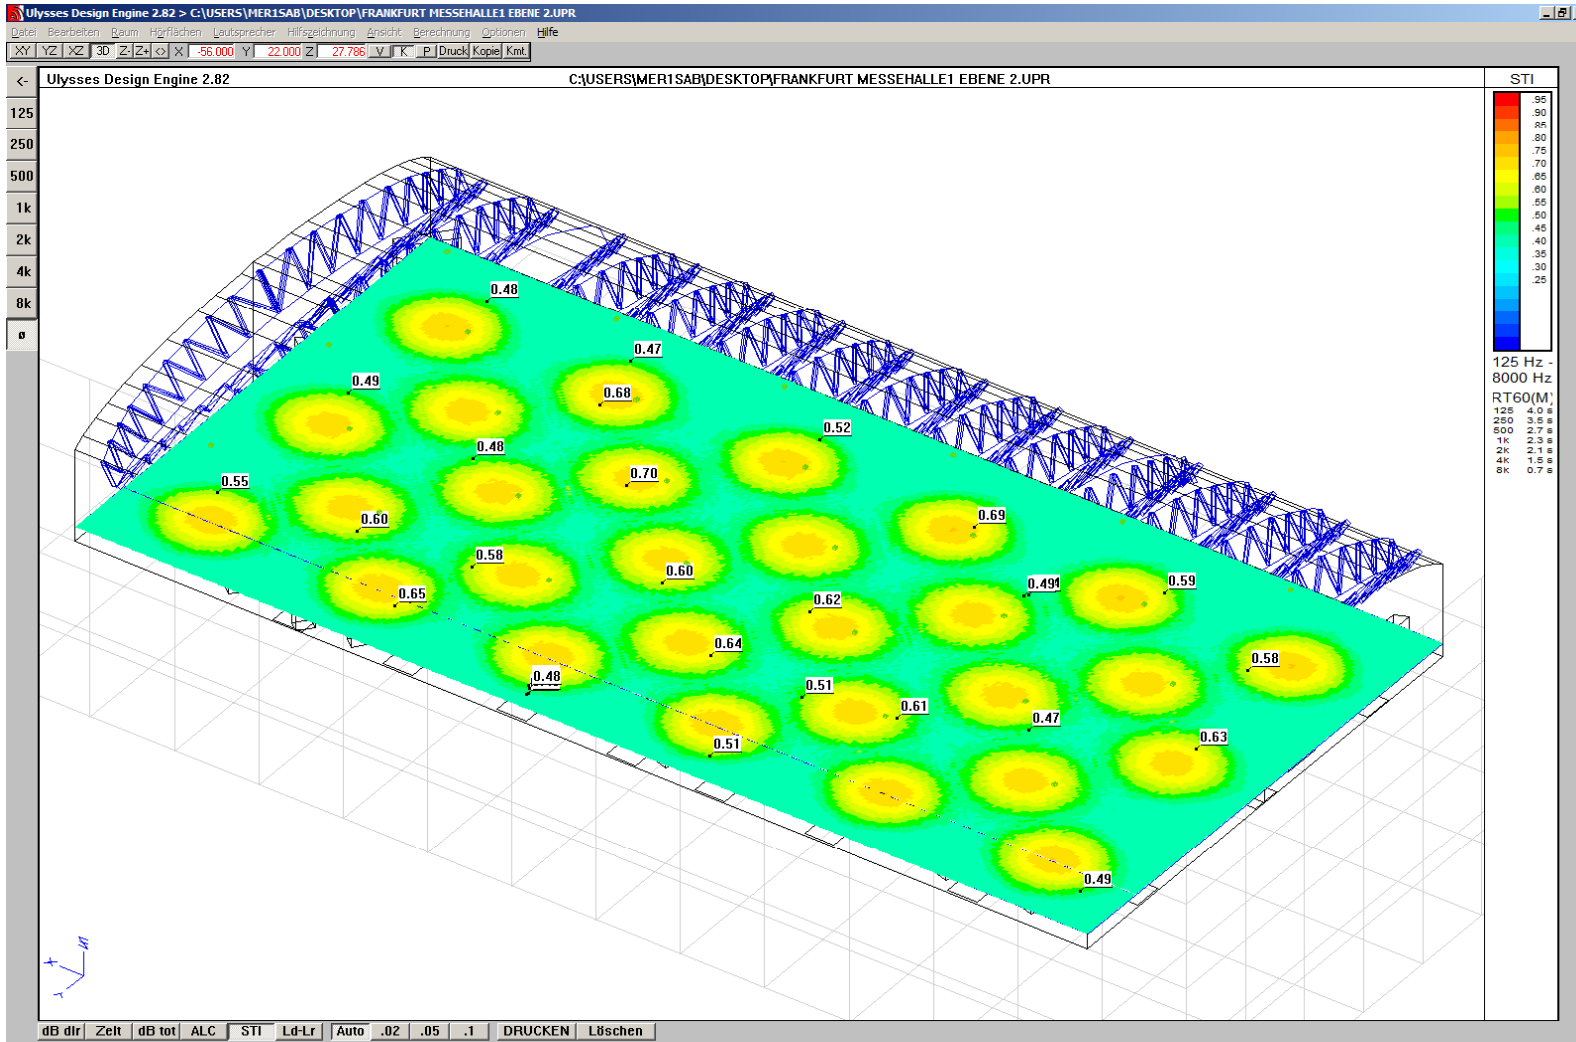 Ulysses Design Engine 2.82 > C:\USERS\MER1SAB\DESKTOP\FRANKFURT MESSEHALLE1 EBENE 2.UPR
Datei Bearbeiten Raum Hörflächen Lautsprecher Hilfszeichnung Ansicht Berechnung Optionen Hilfe
XY YZ XZ 3D Z- Z+ <> X -56.000 Y 22.000 Z 27.786 V K P Druck Kopie Kmt.
<- Ulysses Design Engine 2.82 C:\USERS\MER1SAB\DESKTOP\FRANKFURT MESSEHALLE1 EBENE 2.UPR STI
125
250
500
1k
2k
4k
8k
ø
.95
.90
.85
.80
.75
.70
.65
.60
.55
.50
.45
.40
.35
.30
.25
125 Hz -
8000 Hz
RT60(M)
125 4.0 s
250 3.5 s
500 2.7 s
1k 2.3 s
2k 2.1 s
4k 1.5 s
8k 0.7 s
0.48
0.47
0.49
0.68
0.52
0.48
0.70
0.55
0.60
0.69
0.58
0.60
0.49
0.59
0.65
0.62
0.64
0.58
0.48
0.51
0.61
0.47
0.51
0.63
0.49
X
Y
dB dir Zeit dB tot ALC STI Ld-Lr Auto .02 .05 .1 DRUCKEN Löschen